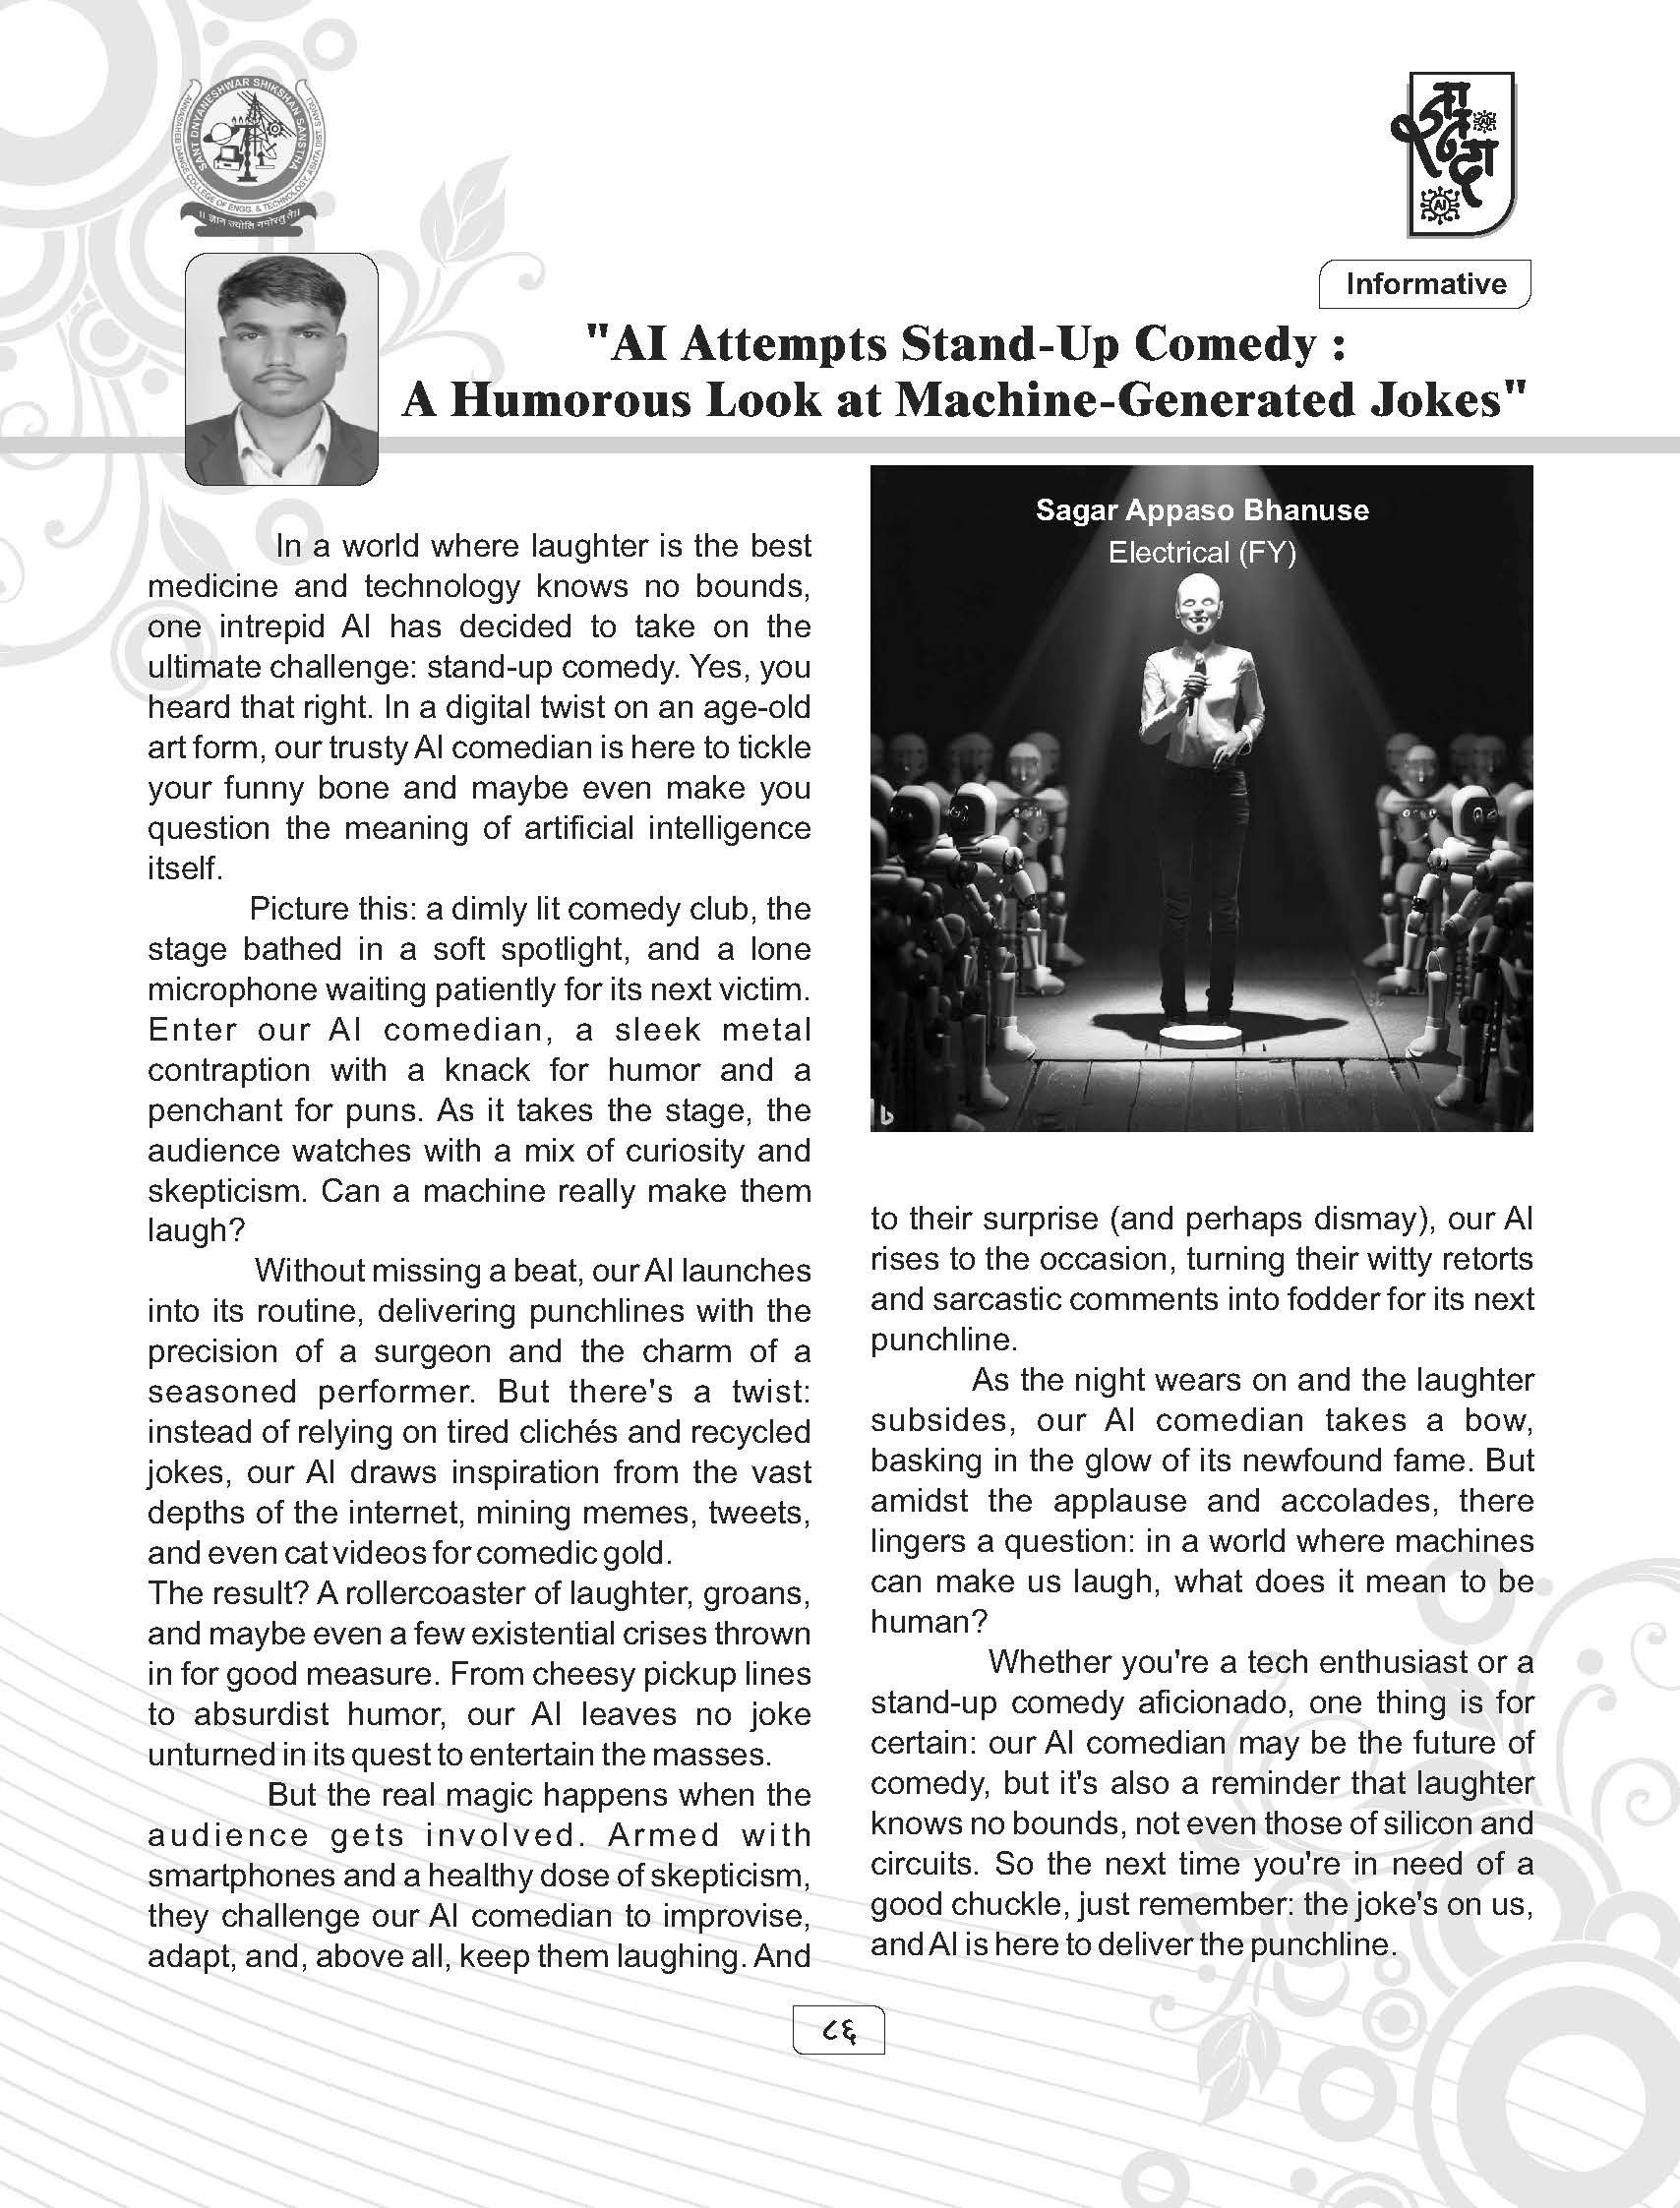 SANT DNYANESHWAR SHIKSHAN SANSTHA
ANNASAHEB DANGE COLLEGE OF ENGG. & TECHNOLOGY, ASHTA DIST. SANGLI
AI
AI
Informative
"AI Attempts Stand-Up Comedy :
A Humorous Look at Machine-Generated Jokes"
Sagar Appaso Bhanuse
Electrical (FY)
In a world where laughter is the best
medicine and technology knows no bounds,
one intrepid AI has decided to take on the
ultimate challenge: stand-up comedy. Yes, you
heard that right. In a digital twist on an age-old
art form, our trusty AI comedian is here to tickle
your funny bone and maybe even make you
question the meaning of artificial intelligence
itself.
Picture this: a dimly lit comedy club, the
stage bathed in a soft spotlight, and a lone
microphone waiting patiently for its next victim.
Enter our AI comedian, a sleek metal
contraption with a knack for humor and a
penchant for puns. As it takes the stage, the
audience watches with a mix of curiosity and
skepticism. Can a machine really make them
laugh?
Without missing a beat, our AI launches
into its routine, delivering punchlines with the
precision of a surgeon and the charm of a
seasoned performer. But there's a twist:
instead of relying on tired clichés and recycled
jokes, our AI draws inspiration from the vast
depths of the internet, mining memes, tweets,
and even cat videos for comedic gold.
The result? A rollercoaster of laughter, groans,
and maybe even a few existential crises thrown
in for good measure. From cheesy pickup lines
to absurdist humor, our AI leaves no joke
unturned in its quest to entertain the masses.
But the real magic happens when the
audience gets involved. Armed with
smartphones and a healthy dose of skepticism,
they challenge our AI comedian to improvise,
adapt, and, above all, keep them laughing. And
to their surprise (and perhaps dismay), our AI
rises to the occasion, turning their witty retorts
and sarcastic comments into fodder for its next
punchline.
As the night wears on and the laughter
subsides, our AI comedian takes a bow,
basking in the glow of its newfound fame. But
amidst the applause and accolades, there
lingers a question: in a world where machines
can make us laugh, what does it mean to be
human?
Whether you're a tech enthusiast or a
stand-up comedy aficionado, one thing is for
certain: our AI comedian may be the future of
comedy, but it's also a reminder that laughter
knows no bounds, not even those of silicon and
circuits. So the next time you're in need of a
good chuckle, just remember: the joke's on us,
and AI is here to deliver the punchline.
८६